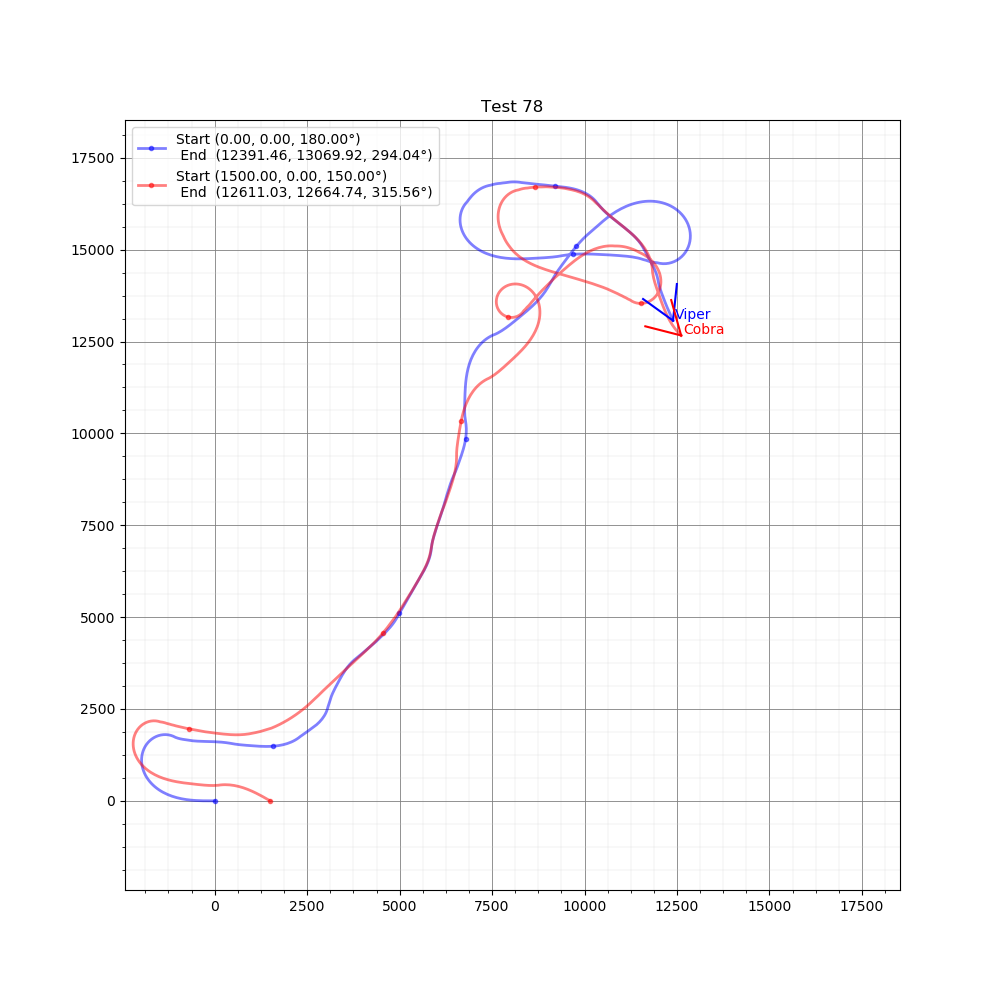 Test 78
Start (0.00, 0.00, 180.00°)
End (12391.46, 13069.92, 294.04°)
Start (1500.00, 0.00, 150.00°)
End (12611.03, 12664.74, 315.56°)
17500
15000
12500
10000
7500
5000
2500
0
Viper
Cobra
0 2500 5000 7500 10000 12500 15000 17500